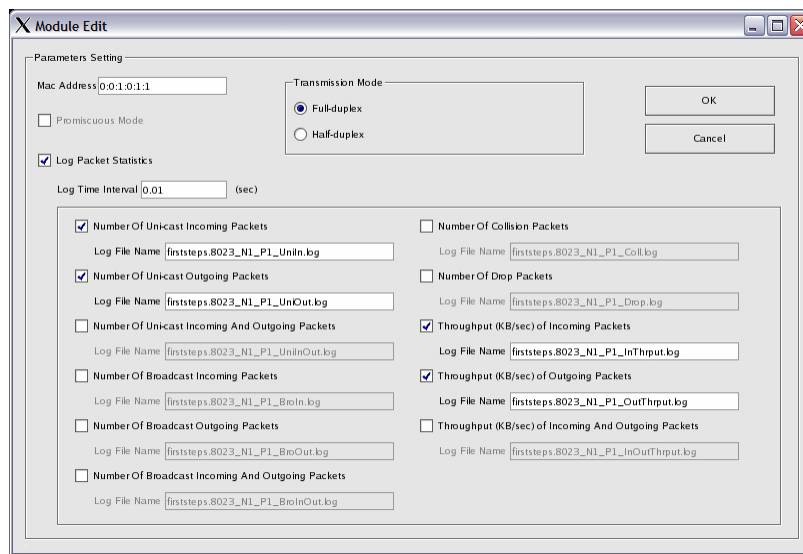 Module Edit
Parameters Setting
Mac Address 0:0:1:0:1:1
Promiscuous Mode
Transmission Mode
Full-duplex
Half-duplex
OK
Cancel
Log Packet Statistics
Log Time Interval 0.01 (sec)
Number Of Uni-cast Incoming Packets
Log File Name firststeps.8023_N1_P1_UniIn.log
Number Of Uni-cast Outgoing Packets
Log File Name firststeps.8023_N1_P1_UniOut.log
Number Of Uni-cast Incoming And Outgoing Packets
Log File Name firststeps.8023_N1_P1_UniInOut.log
Number Of Broadcast Incoming Packets
Log File Name firststeps.8023_N1_P1_BroIn.log
Number Of Broadcast Outgoing Packets
Log File Name firststeps.8023_N1_P1_BroOut.log
Number Of Broadcast Incoming And Outgoing Packets
Log File Name firststeps.8023_N1_P1_BroInOut.log
Number Of Collision Packets
Log File Name firststeps.8023_N1_P1_Coll.log
Number Of Drop Packets
Log File Name firststeps.8023_N1_P1_Drop.log
Throughput (KB/sec) of Incoming Packets
Log File Name firststeps.8023_N1_P1_InThrput.log
Throughput (KB/sec) of Outgoing Packets
Log File Name firststeps.8023_N1_P1_OutThrput.log
Throughput (KB/sec) of Incoming And Outgoing Packets
Log File Name firststeps.8023_N1_P1_InOutThrput.log